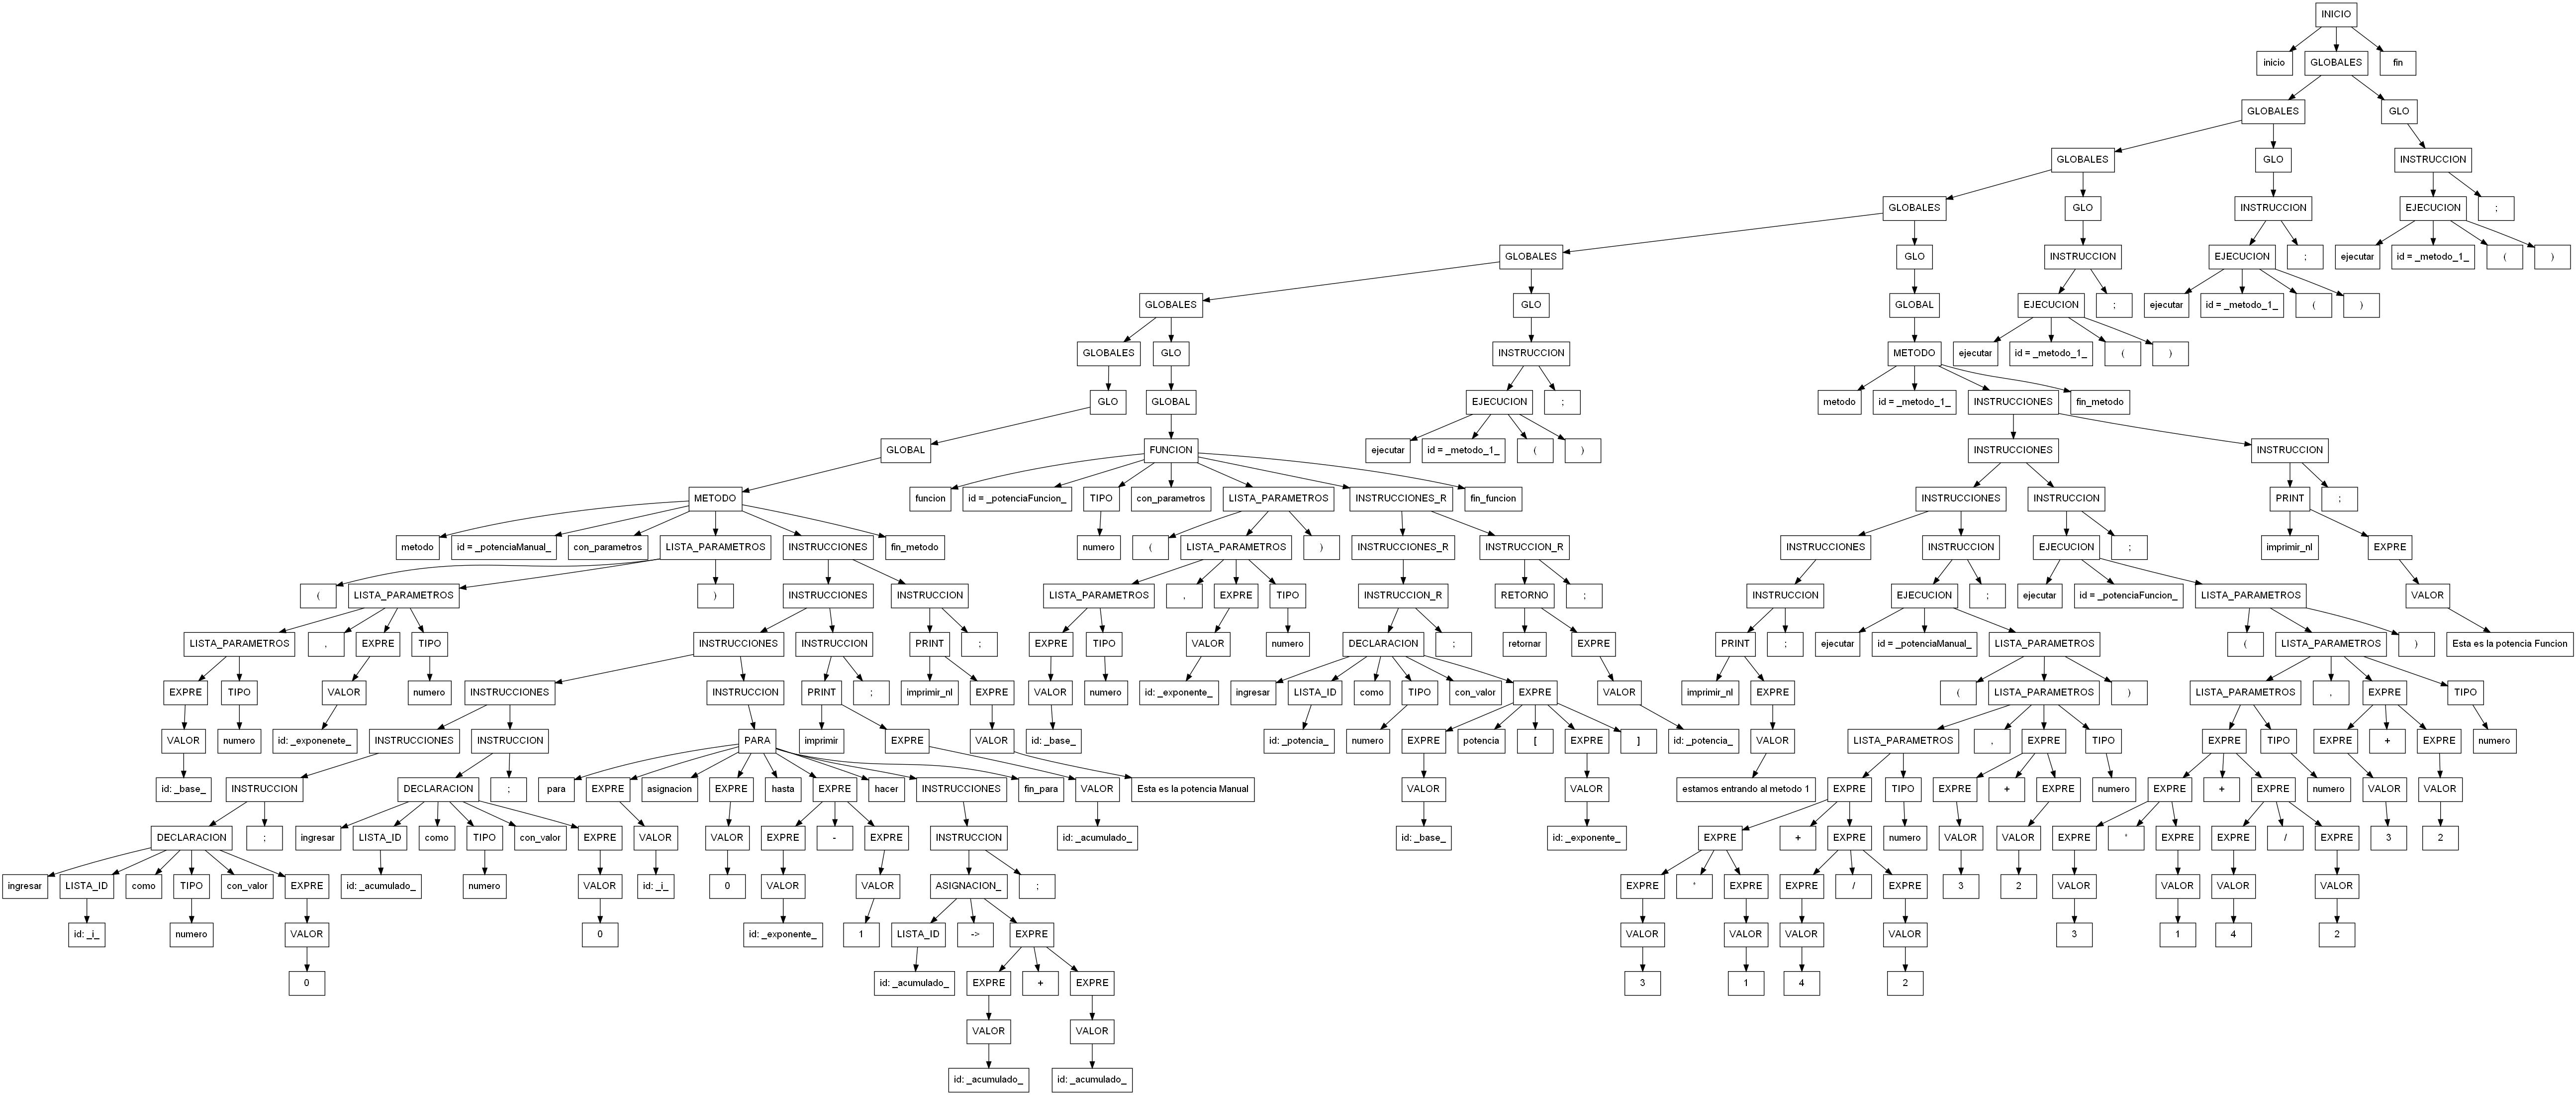 INICIO
inicio GLOBALES fin
GLOBALES GLO
GLOBALES GLO INSTRUCCION
GLOBALES GLO INSTRUCCION EJECUCION ;
GLOBALES GLO INSTRUCCION EJECUCION ; ejecutar id = _metodo_1_ ( )
GLOBALES GLO GLOBAL EJECUCION ; ejecutar id = _metodo_1_ ( )
GLOBALES GLO INSTRUCCION METODO ejecutar id = _metodo_1_ ( )
GLO GLOBAL EJECUCION ; metodo id = _metodo_1_ INSTRUCCIONES fin_metodo
GLOBAL FUNCION ejecutar id = _metodo_1_ ( ) INSTRUCCIONES INSTRUCCION
METODO funcion id = _potenciaFuncion_ TIPO con_parametros LISTA_PARAMETROS INSTRUCCIONES_R fin_funcion INSTRUCCIONES INSTRUCCION PRINT ;
metodo id = _potenciaManual_ con_parametros LISTA_PARAMETROS INSTRUCCIONES fin_metodo numero ( LISTA_PARAMETROS ) INSTRUCCIONES_R INSTRUCCION_R INSTRUCCIONES INSTRUCCION EJECUCION ; imprimir_nl EXPRE
( LISTA_PARAMETROS ) INSTRUCCIONES INSTRUCCION LISTA_PARAMETROS , EXPRE TIPO INSTRUCCION_R RETORNO ; INSTRUCCION EJECUCION ; ejecutar id = _potenciaFuncion_ LISTA_PARAMETROS VALOR
LISTA_PARAMETROS , EXPRE TIPO INSTRUCCIONES INSTRUCCION PRINT ; EXPRE TIPO VALOR numero DECLARACION ; retornar EXPRE PRINT ; ejecutar id = _potenciaManual_ LISTA_PARAMETROS ( LISTA_PARAMETROS ) Esta es la potencia Funcion
EXPRE TIPO VALOR numero INSTRUCCIONES INSTRUCCION PRINT ; imprimir_nl EXPRE VALOR numero id: _exponente_ ingresar LISTA_ID como TIPO con_valor EXPRE VALOR imprimir_nl EXPRE ( LISTA_PARAMETROS ) LISTA_PARAMETROS , EXPRE TIPO
VALOR numero id: _exponenete_ INSTRUCCIONES INSTRUCCION PARA imprimir EXPRE VALOR id: _base_ id: _potencia_ numero EXPRE potencia [ EXPRE ] id: _potencia_ VALOR LISTA_PARAMETROS , EXPRE TIPO EXPRE TIPO EXPRE + EXPRE numero
id: _base_ INSTRUCCION DECLARACION ; para EXPRE asignacion EXPRE hasta EXPRE hacer INSTRUCCIONES fin_para VALOR Esta es la potencia Manual VALOR VALOR estamos entrando al metodo 1 EXPRE TIPO EXPRE + EXPRE numero EXPRE + EXPRE numero VALOR VALOR
DECLARACION ; ingresar LISTA_ID como TIPO con_valor EXPRE VALOR VALOR EXPRE - EXPRE INSTRUCCION id: _acumulado_ id: _base_ id: _exponente_ EXPRE + EXPRE numero VALOR VALOR EXPRE * EXPRE EXPRE / EXPRE 3 2
ingresar LISTA_ID como TIPO con_valor EXPRE id: _acumulado_ numero VALOR id: _i_ 0 VALOR VALOR ASIGNACION_ ; EXPRE * EXPRE EXPRE / EXPRE 3 2 VALOR VALOR VALOR VALOR
id: _i_ numero VALOR 0 id: _exponente_ 1 LISTA_ID -> EXPRE VALOR VALOR VALOR VALOR 3 1 4 2
0 id: _acumulado_ EXPRE + EXPRE 3 1 4 2
VALOR VALOR
id: _acumulado_ id: _acumulado_